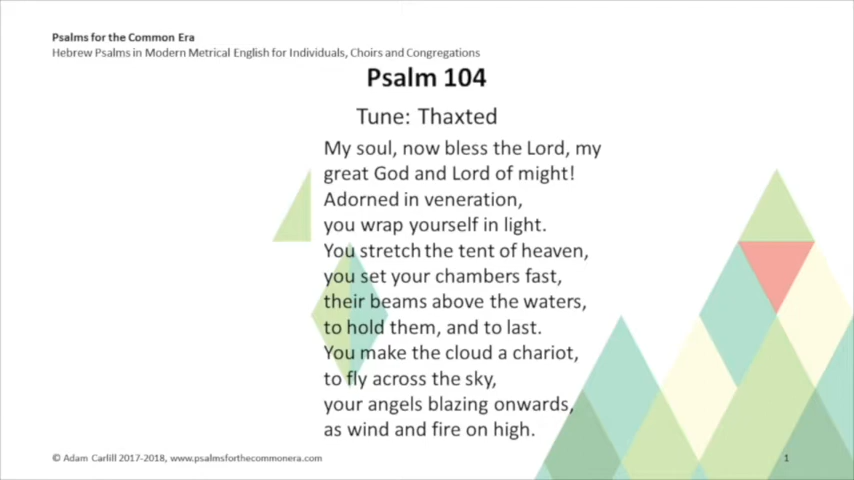 Psalms for the Common Era
Hebrew Psalms in Modern Metrical English for Individuals, Choirs and Congregations
Psalm 104
Tune: Thaxted
My soul, now bless the Lord, my
great God and Lord of might!
Adorned in veneration,
you wrap yourself in light.
You stretch the tent of heaven,
you set your chambers fast,
their beams above the waters,
to hold them, and to last.
You make the cloud a chariot,
to fly across the sky,
your angels blazing onwards,
as wind and fire on high.
© Adam Carlill 2017-2018, www.psalmsforthecommonera.com
1